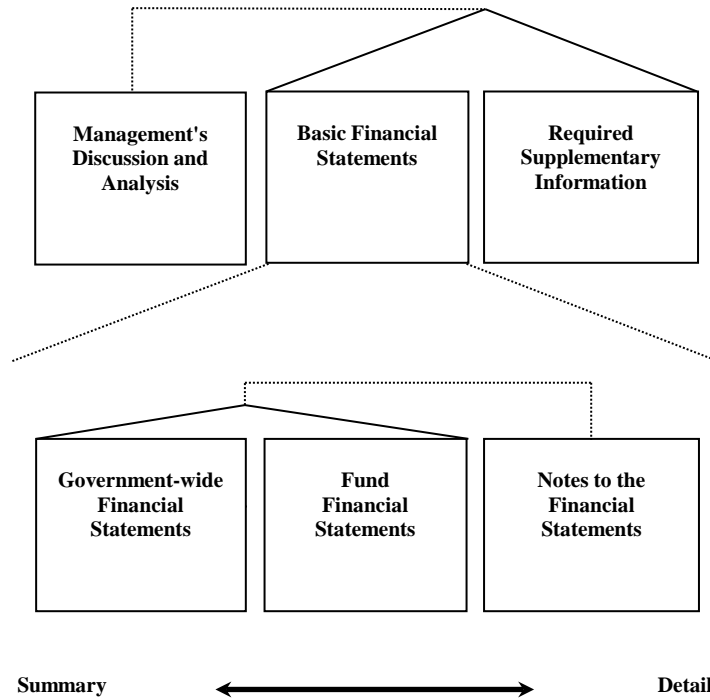 Management's
Discussion and
Analysis
Basic Financial
Statements
Required
Supplementary
Information
Government-wide
Financial
Statements
Fund
Financial
Statements
Notes to the
Financial
Statements
Summary
Detail